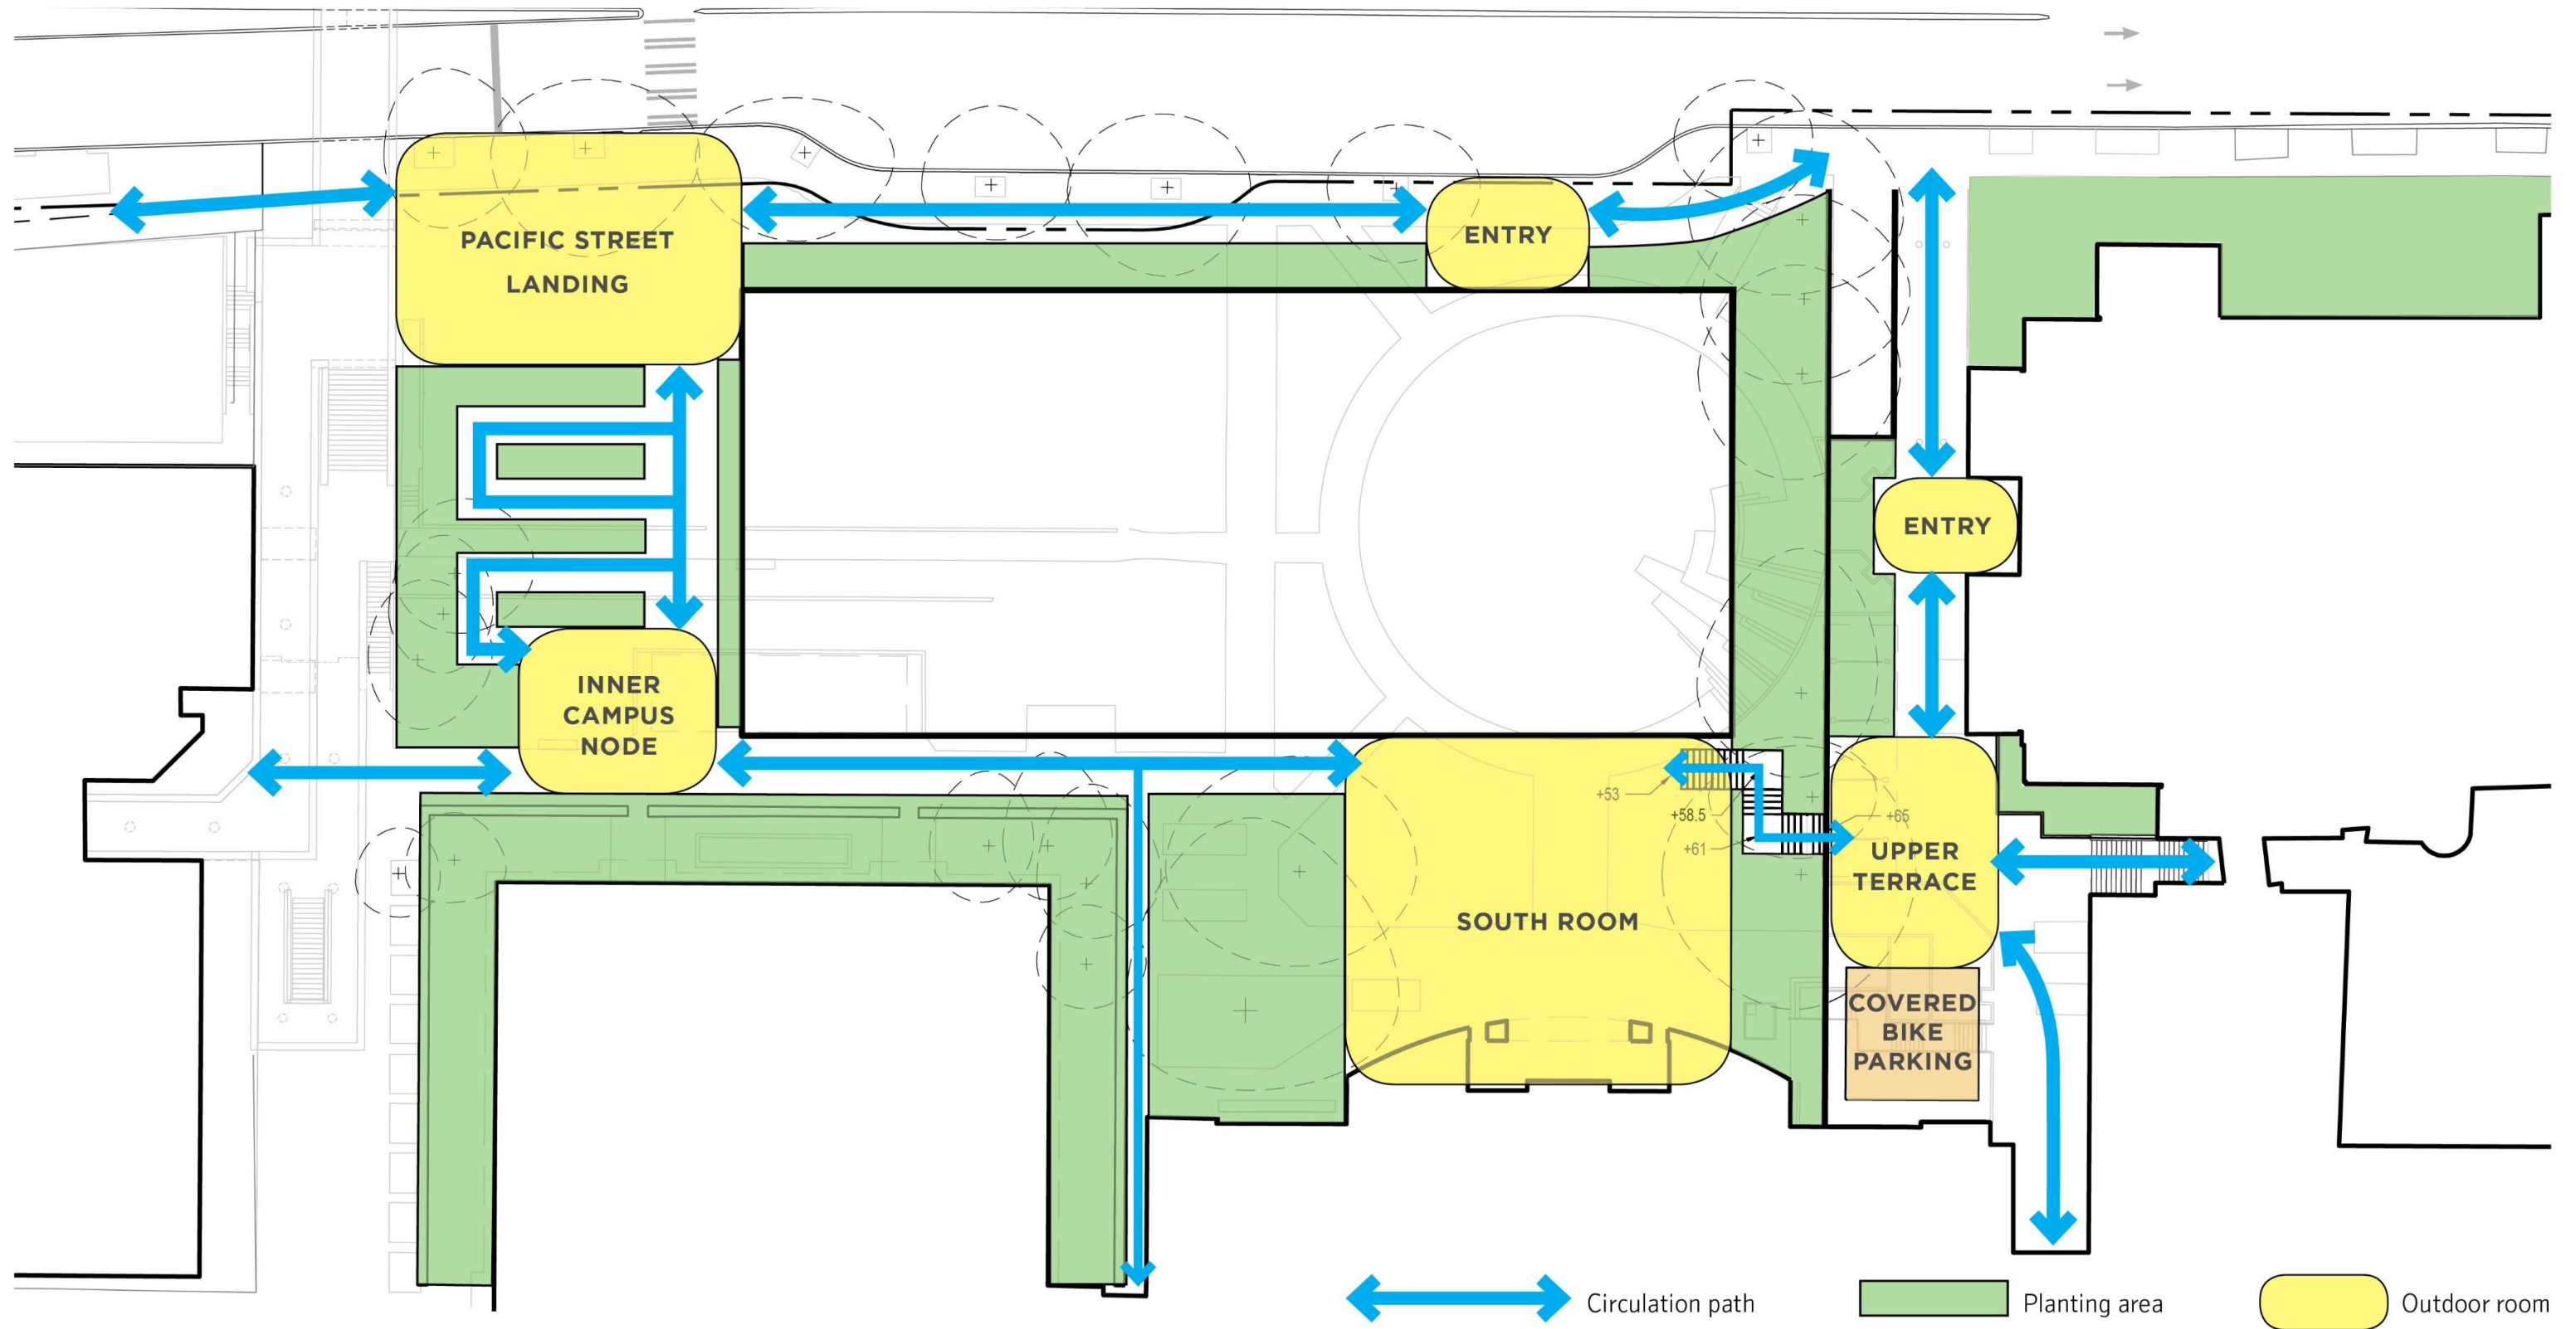 PACIFIC STREET
LANDING
ENTRY
ENTRY
INNER
CAMPUS
NODE
+53
+58.5
+61
+65
UPPER
TERRACE
SOUTH ROOM
COVERED
BIKE
PARKING
Circulation path
Planting area
Outdoor room